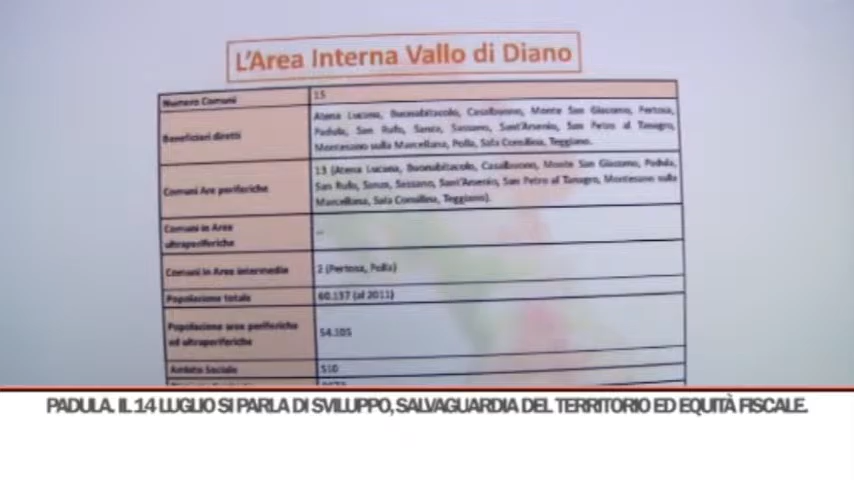 L'Area Interna Vallo di Diano
Numero Comuni
15
Beneficiari diretti
Atena Lucana, Buonabitacolo, Casalbuono, Monte San Giacomo, Pertosa,
Padula, San Rufo, Sanza, Sassano, Sant'Arsenio, San Petro al Tanagro,
Montesano sulla Marcellana, Polla, Sala Consilina, Teggiano.
Comuni Are periferiche
13 (Atena Lucana, Buonabitacolo, Casalbuono, Monte San Giacomo, Padula,
San Rufo, Sanza, Sassano, Sant'Arsenio, San Petro al Tanagro, Montesano sulla
Marcellana, Sala Consilina, Teggiano).
Comuni in Area
ultraperiferiche
--
Comuni in Area intermedia
2 (Pertosa, Polla)
Popolazione totale
60.137 (al 2011)
Popolazione aree periferiche
ed ultraperiferiche
54.105
Ambito Sociale
S10
PADULA. IL 14 LUGLIO SI PARLA DI SVILUPPO, SALVAGUARDIA DEL TERRITORIO ED EQUITÀ FISCALE.